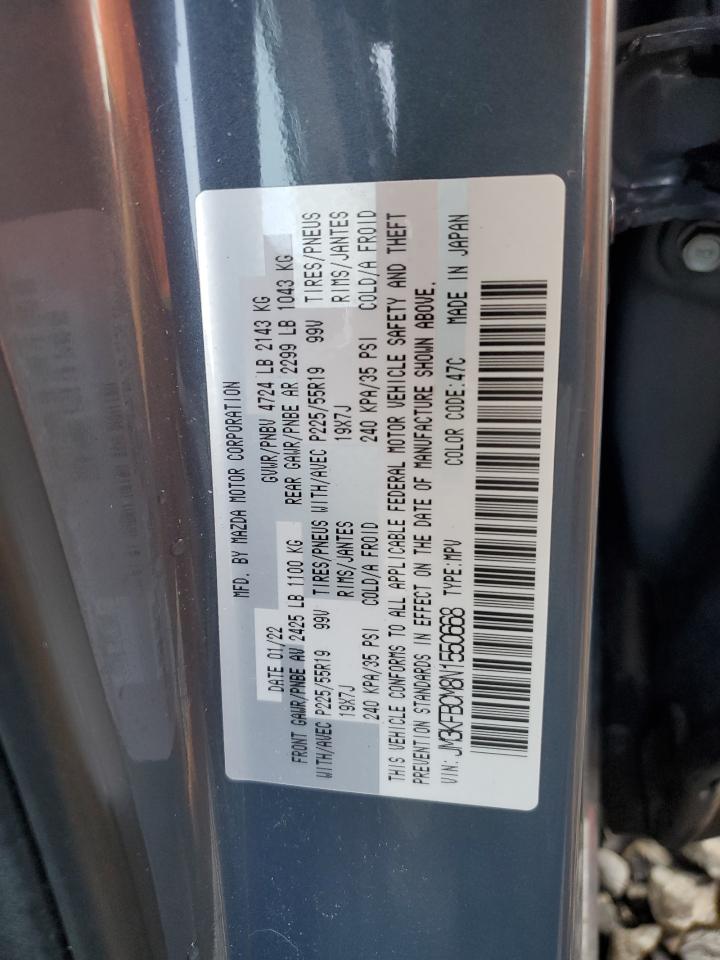 MFD. BY MAZDA MOTOR CORPORATION
DATE 01/22 GVWR/PNBV 4724 LB 2143 KG
FRONT GAWR/PNBE AV 2425 LB 1100 KG REAR GAWR/PNBE AR 2299 LB 1043 KG
WITH/AVEC P225/55R19 99V TIRES/PNEUS WITH/AVEC P225/55R19 99V TIRES/PNEUS
19X7J RIMS/JANTES 19X7J RIMS/JANTES
240 KPA/35 PSI COLD/A FROID 240 KPA/35 PSI COLD/A FROID
THIS VEHICLE CONFORMS TO ALL APPLICABLE FEDERAL MOTOR VEHICLE SAFETY AND THEFT
PREVENTION STANDARDS IN EFFECT ON THE DATE OF MANUFACTURE SHOWN ABOVE.
VIN: JM3KFBCM8N1550668 TYPE:MPV COLOR CODE:47C MADE IN JAPAN